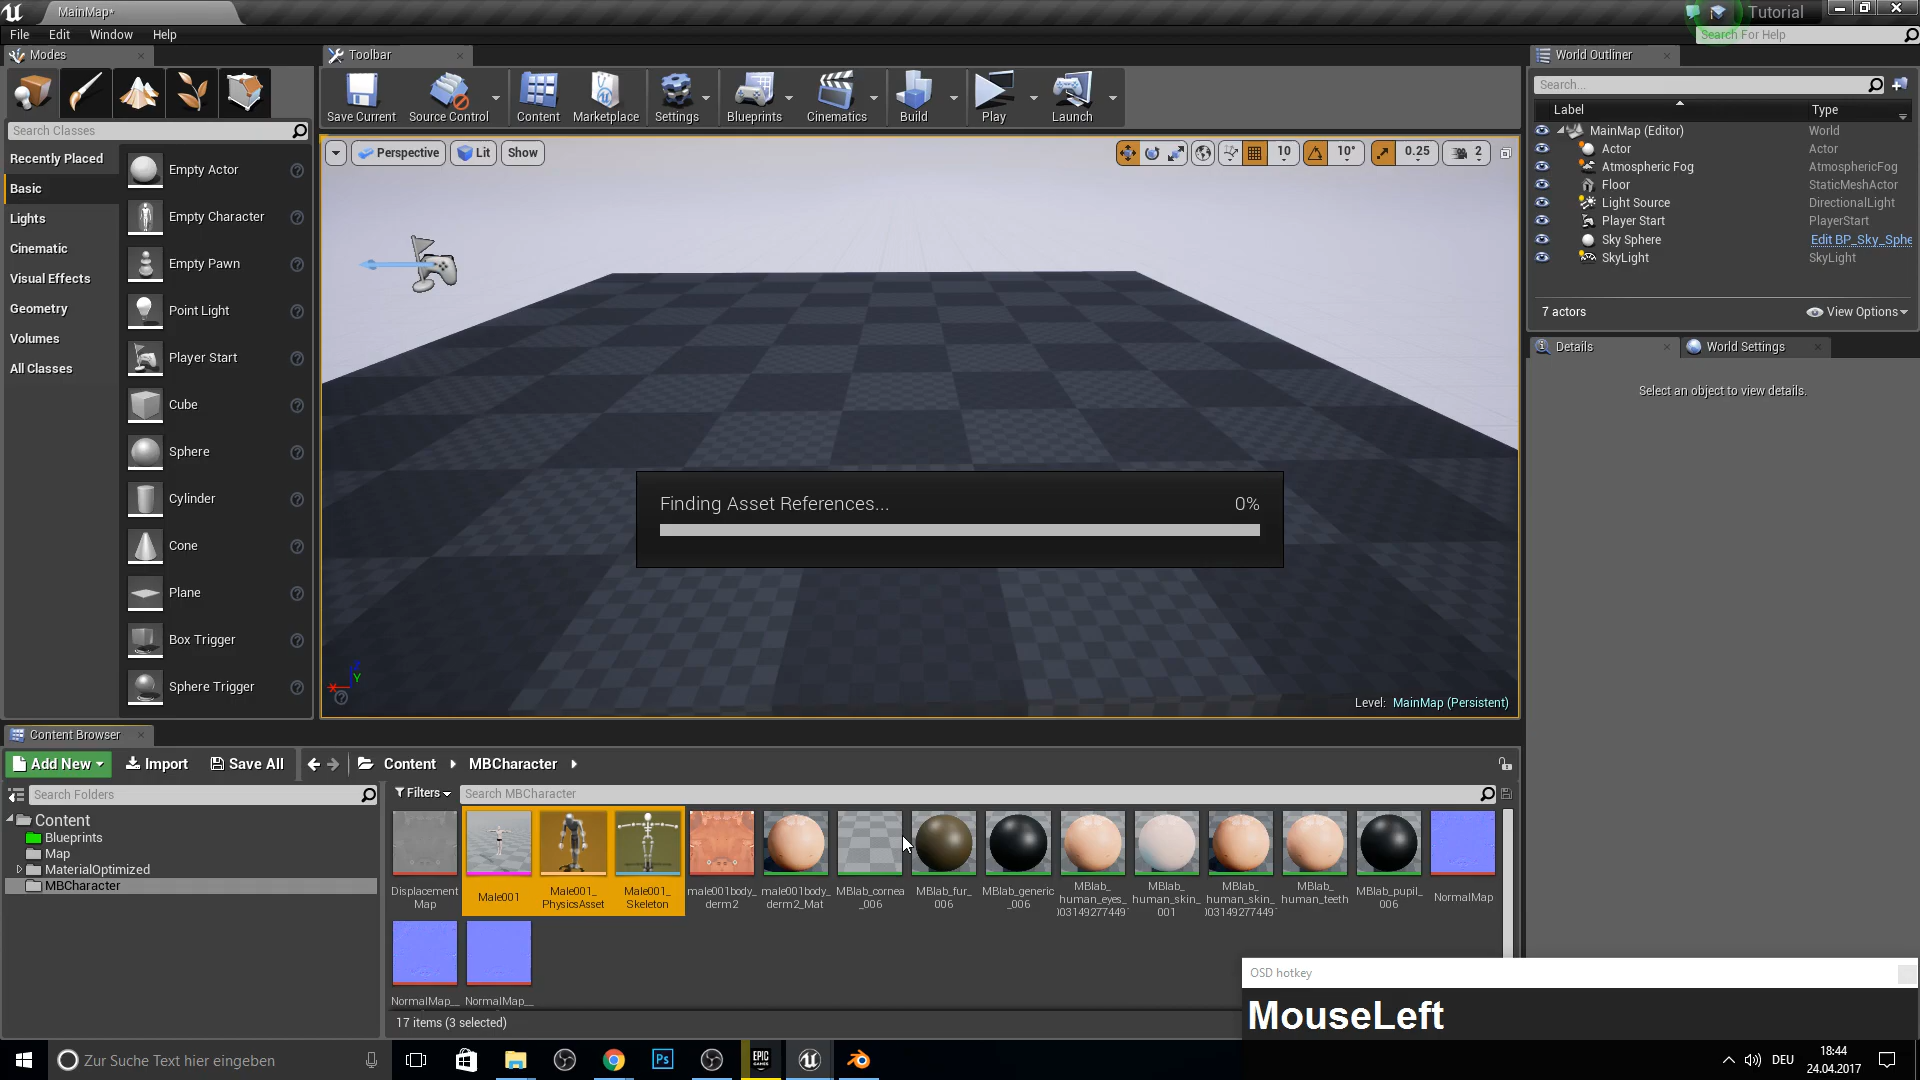 MainMap*
Tutorial
File Edit Window Help
Search For Help
Modes
Toolbar
World Outliner
Save Current
Source Control
Content
Marketplace
Settings
Blueprints
Cinematics
Build
Play
Launch
Search...
Label
Type
Search Classes
Recently Placed
Basic
Lights
Cinematic
Visual Effects
Geometry
Volumes
All Classes
Empty Actor
Empty Character
Empty Pawn
Point Light
Player Start
Cube
Sphere
Cylinder
Cone
Plane
Box Trigger
Sphere Trigger
Perspective
Lit
Show
10
10°
0.25
2
MainMap (Editor) World
Actor Actor
Atmospheric Fog AtmosphericFog
Floor StaticMeshActor
Light Source DirectionalLight
Player Start PlayerStart
Sky Sphere Edit BP_Sky_Sphe
SkyLight SkyLight
7 actors
View Options
Details
World Settings
Select an object to view details.
Finding Asset References... 0%
Z
Y
X
Level: MainMap (Persistent)
Content Browser
Add New
Import
Save All
Content
MBCharacter
Search Folders
Filters
Search MBCharacter
Content
Blueprints
Map
MaterialOptimized
MBCharacter
Displacement
Map
Male001
Male001_
PhysicsAsset
Male001_
Skeleton
male001body_
derm2
male001body_
derm2_Mat
MBlab_cornea
_006
MBlab_fur_
006
MBlab_generic
_006
MBlab_
human_eyes_
003149277449
MBlab_
human_skin_
001
MBlab_
human_skin_
003149277449
MBlab_
human_teeth
MBlab_pupil_
006
NormalMap
NormalMap__
NormalMap__
17 items (3 selected)
OSD hotkey
MouseLeft
Zur Suche Text hier eingeben
Ps
EPIC
GAMES
DEU
18:44
24.04.2017